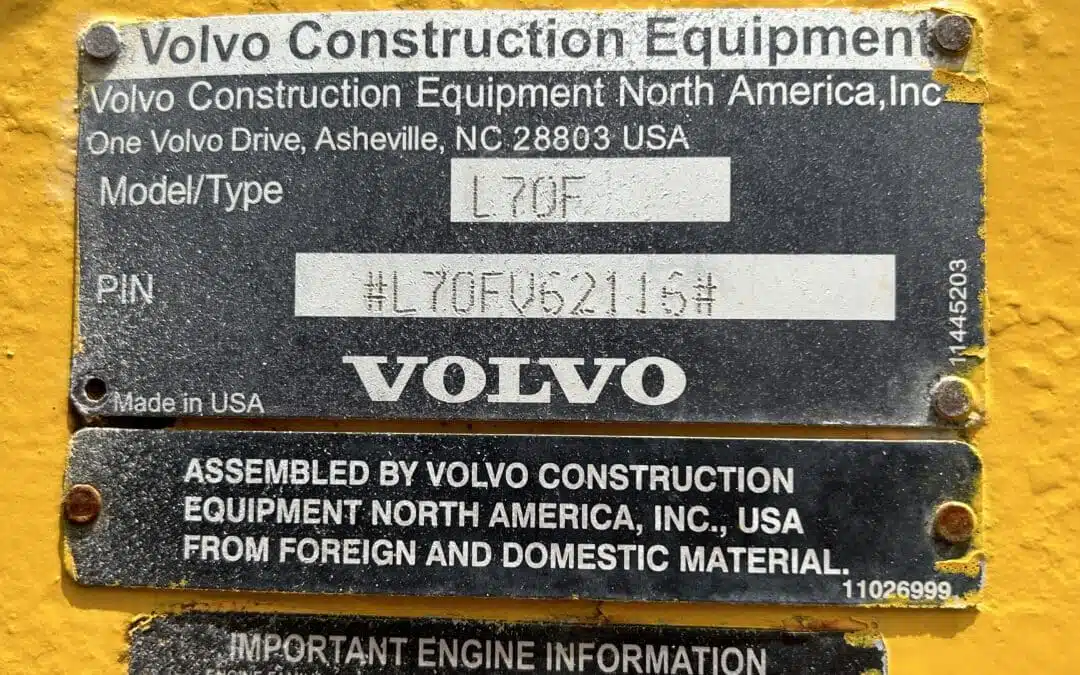 Volvo Construction Equipment
Volvo Construction Equipment North America,Inc
One Volvo Drive, Asheville, NC 28803 USA
Model/Type L70F
PIN #L70FV62116#
11445203
VOLVO
Made in USA
ASSEMBLED BY VOLVO CONSTRUCTION
EQUIPMENT NORTH AMERICA, INC., USA
FROM FOREIGN AND DOMESTIC MATERIAL.
11026999
IMPORTANT ENGINE INFORMATION